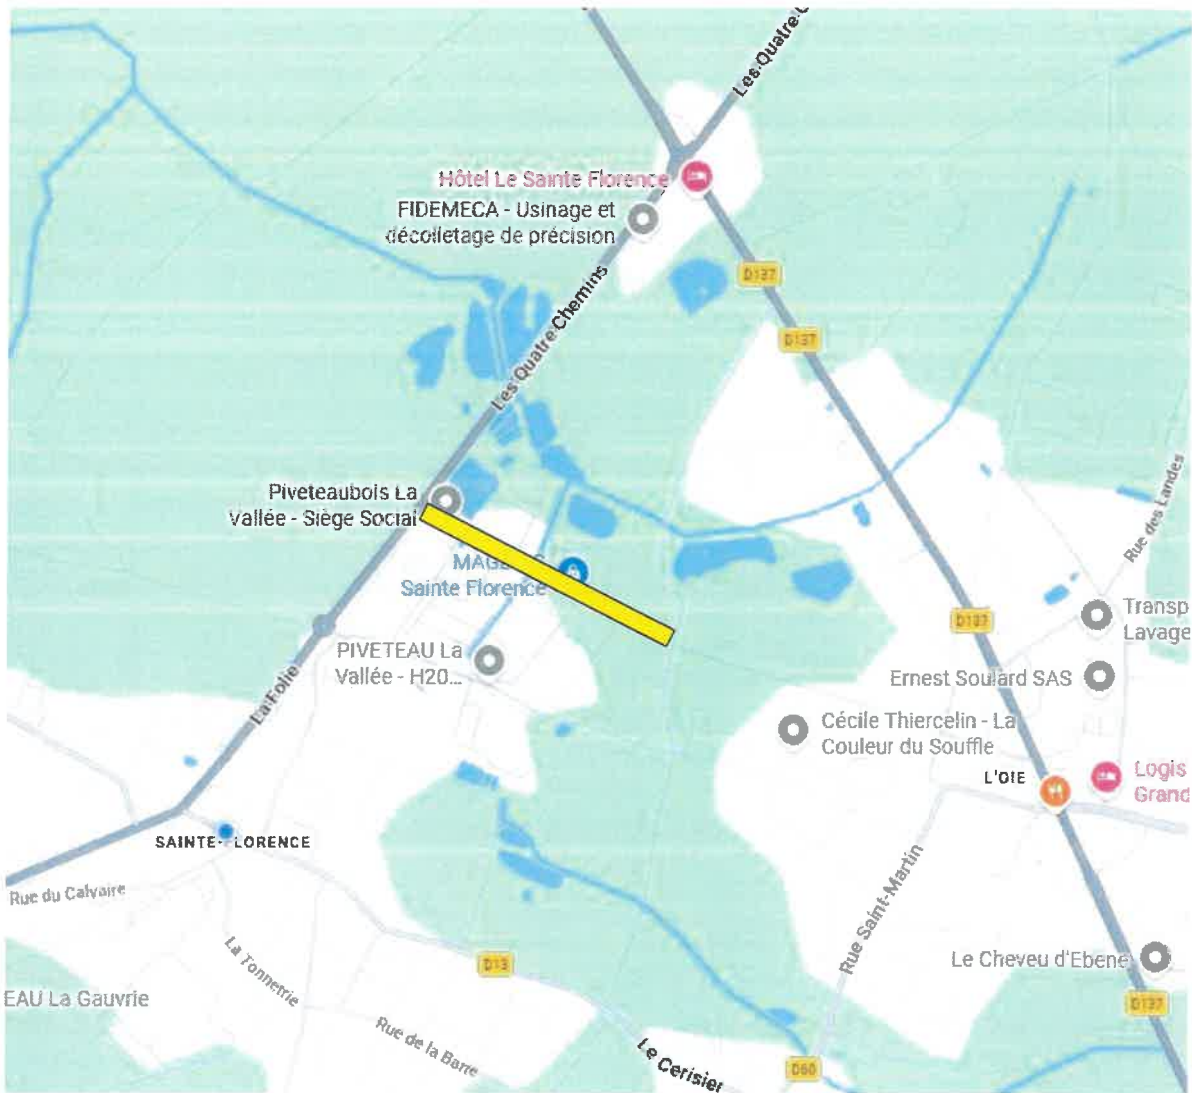 Les Quatre
Hôtel Le Sainte Florence
FIDEMECA - Usinage et
décolletage de précision
D137
Les Quatre Chemins
D137
Piveteaubois La
Vallée - Siège Social
Rue des Landes
MAG
Sainte Florence
Transp
Lavage
D137
PIVETEAU La
Vallée - H20...
Ernest Soulard SAS
La Folie
Cécile Thiercelin - La
Couleur du Souffle
L'OIE
Logis
Grand
SAINTE- LORENCE
Rue du Calvaire
Rue Saint-Martin
La Tonnetrie
D13
Le Cheveu d'Ebene
EAU La Gauvrie
D137
Rue de la Barre
Le Cerisier
D60